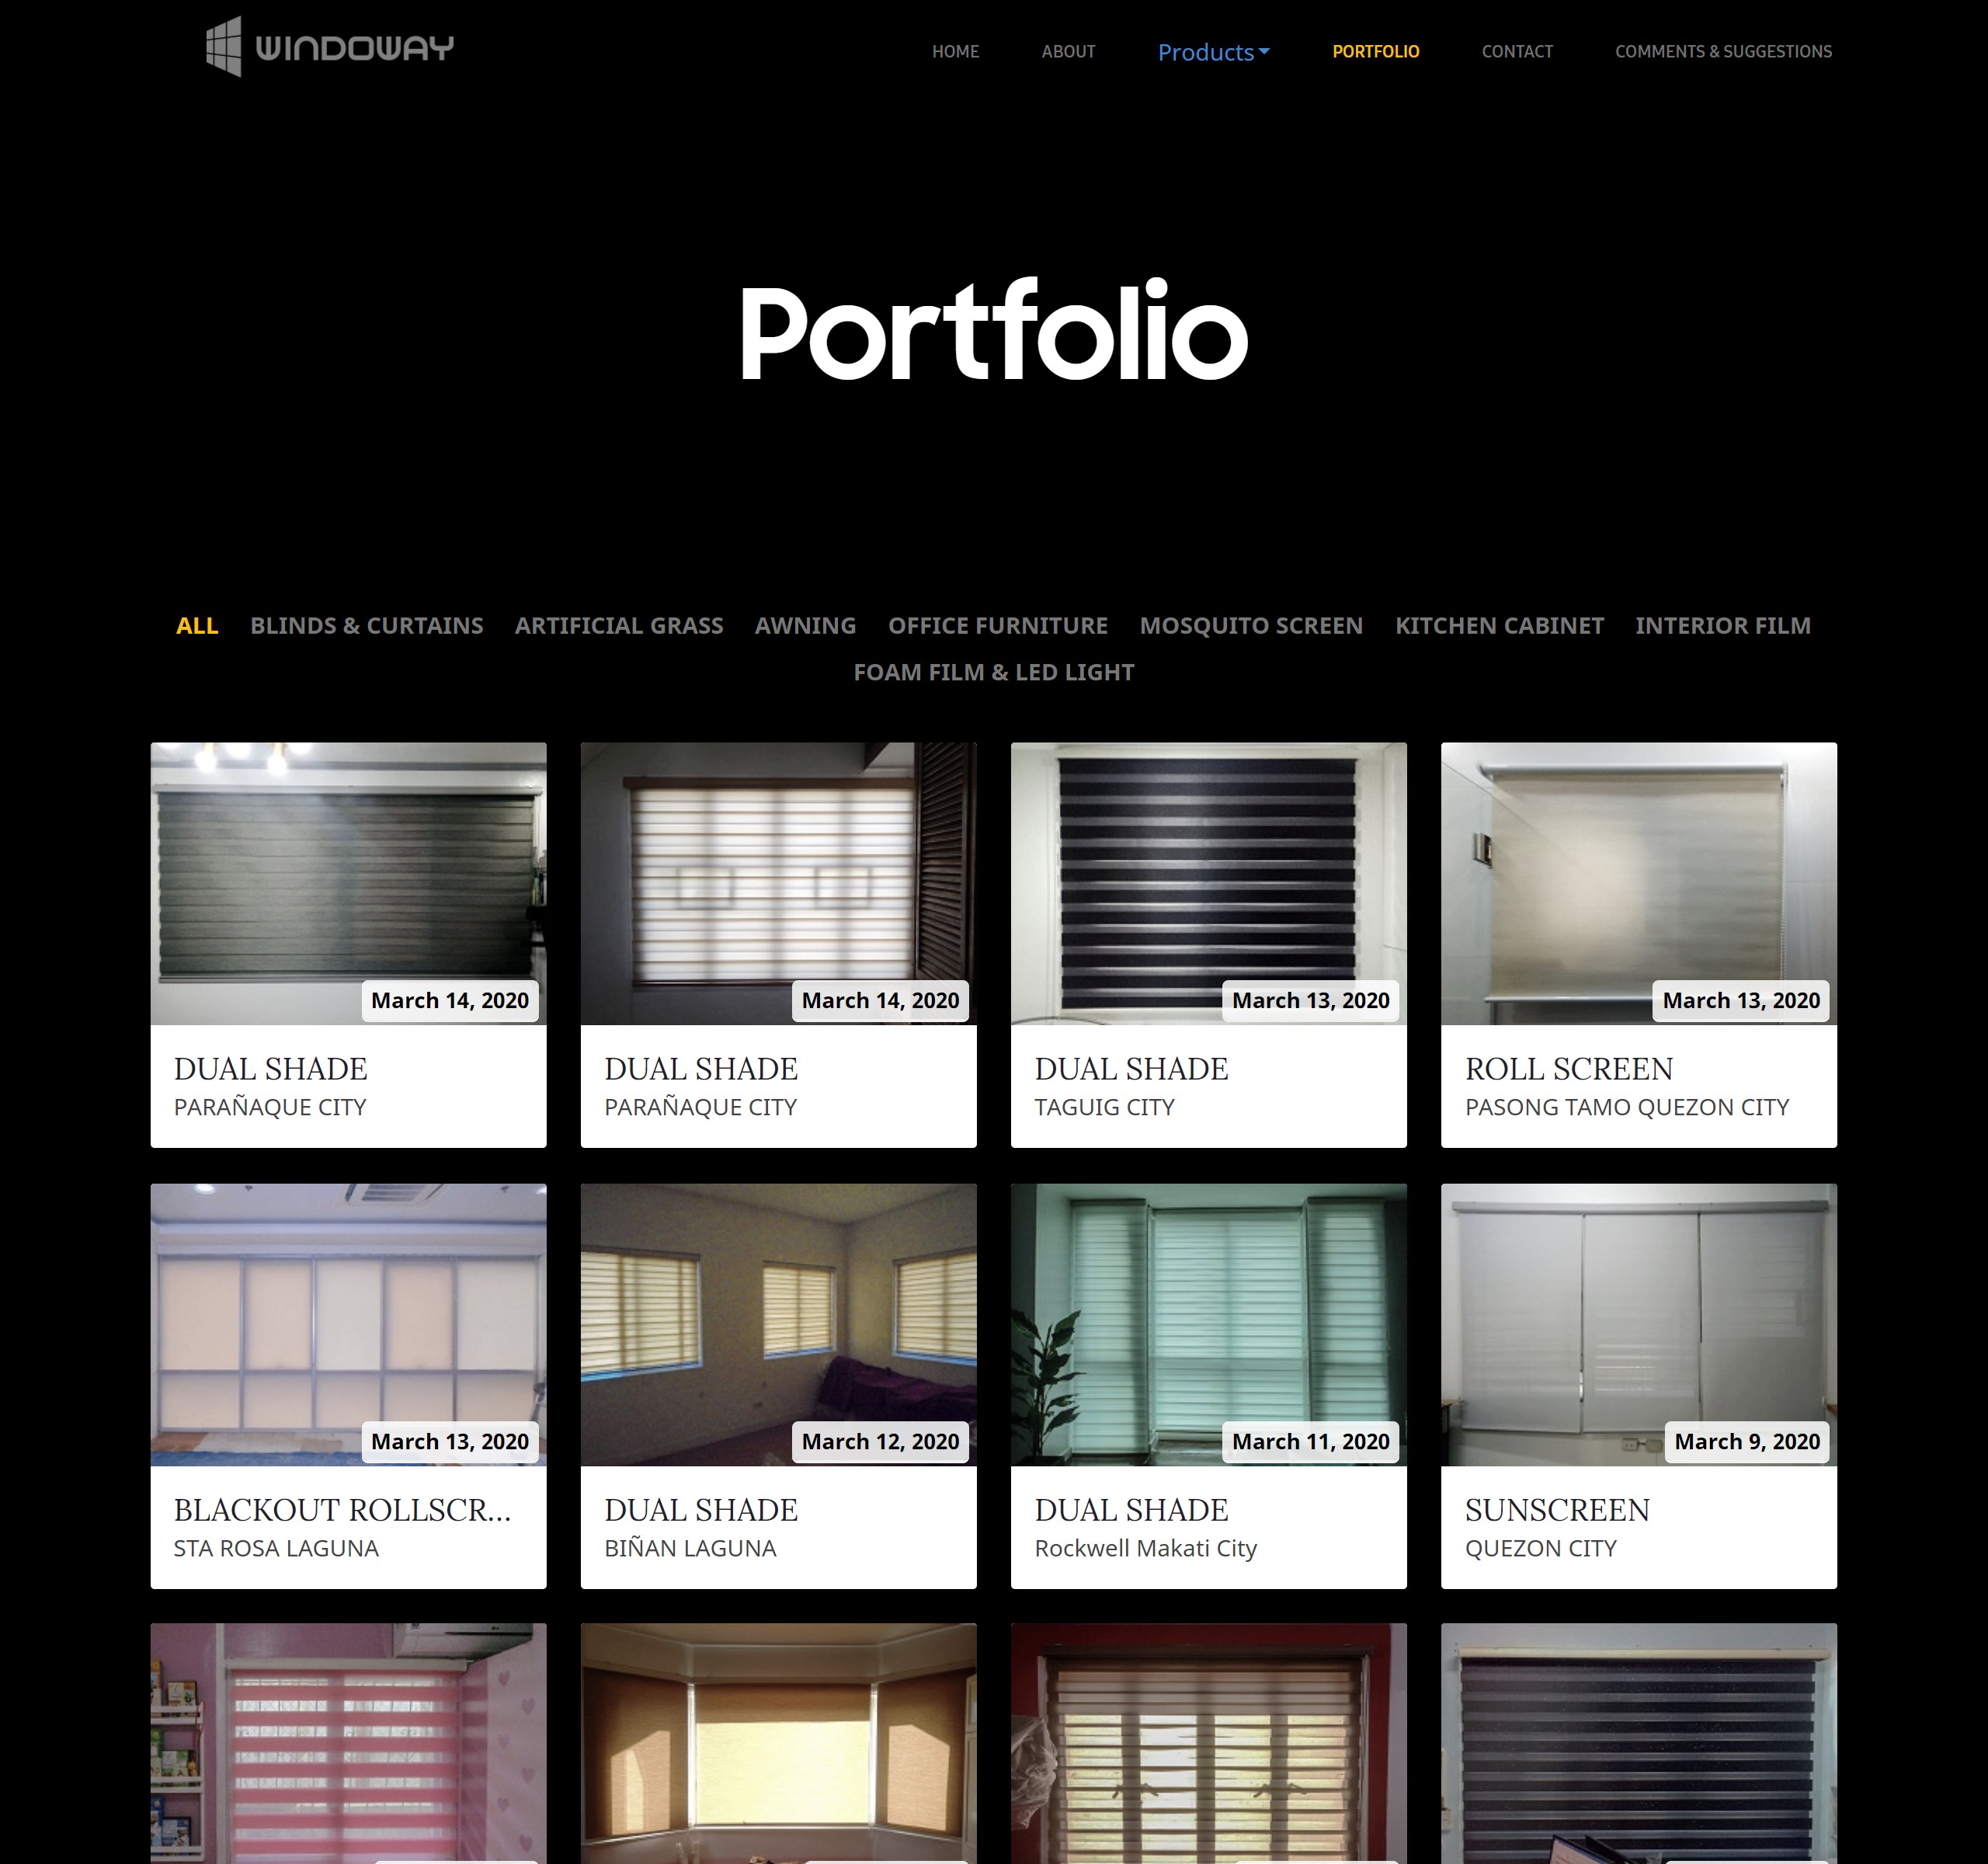 WINDOWAY
HOME ABOUT Products PORTFOLIO CONTACT COMMENTS & SUGGESTIONS
Portfolio
ALL BLINDS & CURTAINS ARTIFICIAL GRASS AWNING OFFICE FURNITURE MOSQUITO SCREEN KITCHEN CABINET INTERIOR FILM
FOAM FILM & LED LIGHT
March 14, 2020
DUAL SHADE
PARAÑAQUE CITY
March 14, 2020
DUAL SHADE
PARAÑAQUE CITY
March 13, 2020
DUAL SHADE
TAGUIG CITY
March 13, 2020
ROLL SCREEN
PASONG TAMO QUEZON CITY
March 13, 2020
BLACKOUT ROLLSCR...
STA ROSA LAGUNA
March 12, 2020
DUAL SHADE
BIÑAN LAGUNA
March 11, 2020
DUAL SHADE
Rockwell Makati City
March 9, 2020
SUNSCREEN
QUEZON CITY